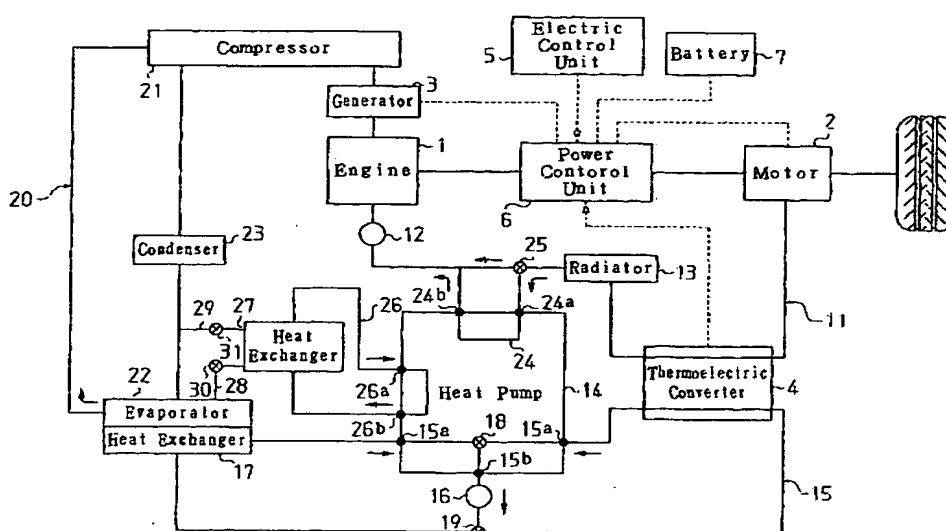 Compressor
21
Electric
Control
Unit
5
Battery
7
3
Generator
1
Engine
Power
Contorol
Unit
6
2
Motor
20
Condenser
23
12
25
Radiator
13
24b
24a
24
11
29
27
31
30
28
Heat
Exchanger
26
26a
26b
Heat Pump
14
Thermoelectric
Converter
4
22
Evaporator
Heat Exchanger
17
15a
18
15a
15b
16
19
15